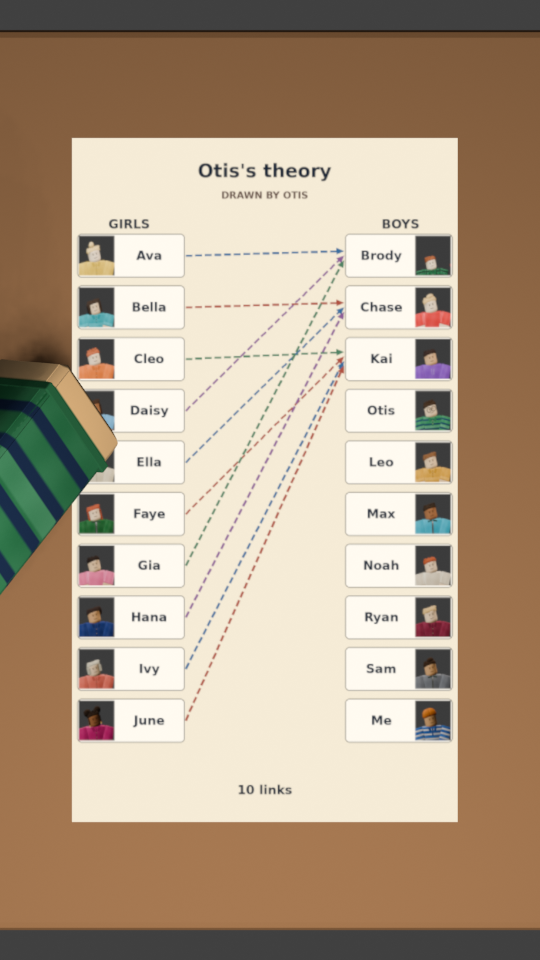 Otis's theory
DRAWN BY OTIS
GIRLS BOYS
Ava Brody
Bella Chase
Cleo Kai
Daisy Otis
Ella Leo
Faye Max
Gia Noah
Hana Ryan
Ivy Sam
June Me
10 links